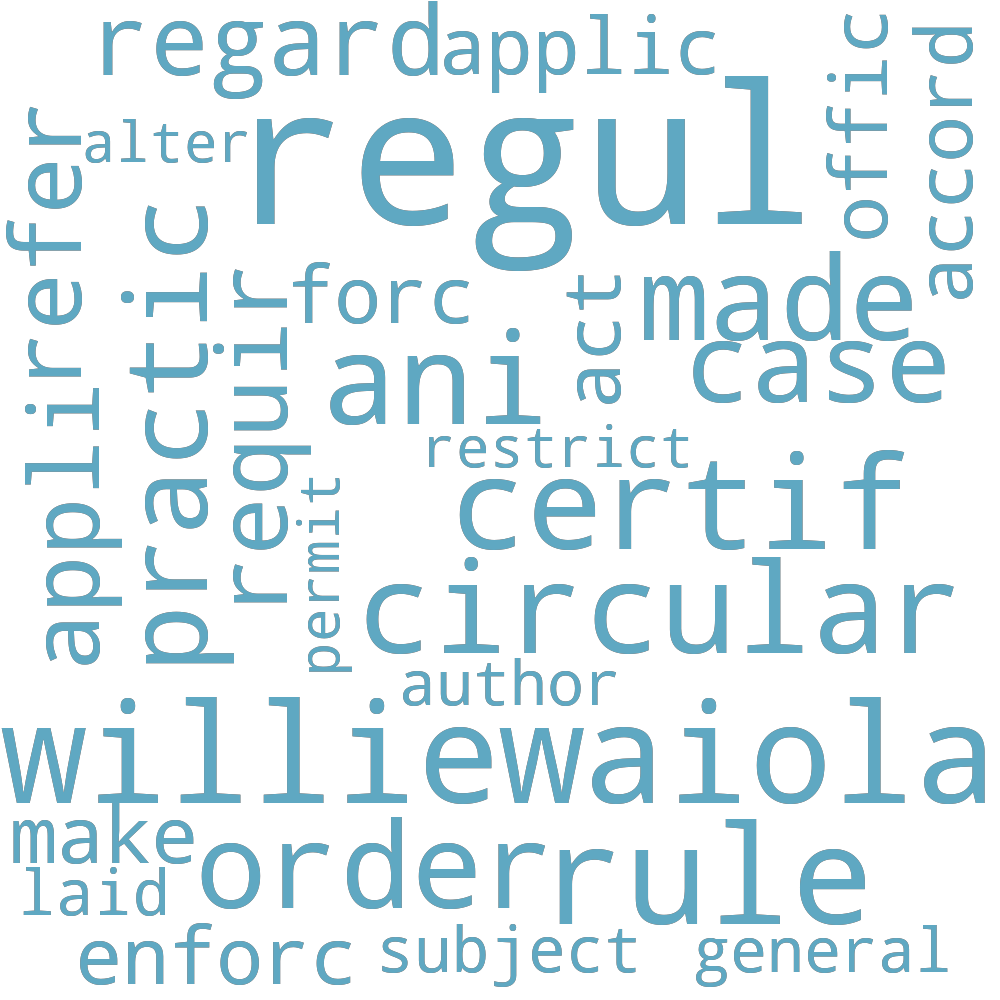 regard
applic
offic
accord
alter
regul
refer
practic
requir
forc
act
made
case
ani
appli
restrict
permit
certif
circular
author
williewaiola
make
order
rule
laid
enforc
subject
general